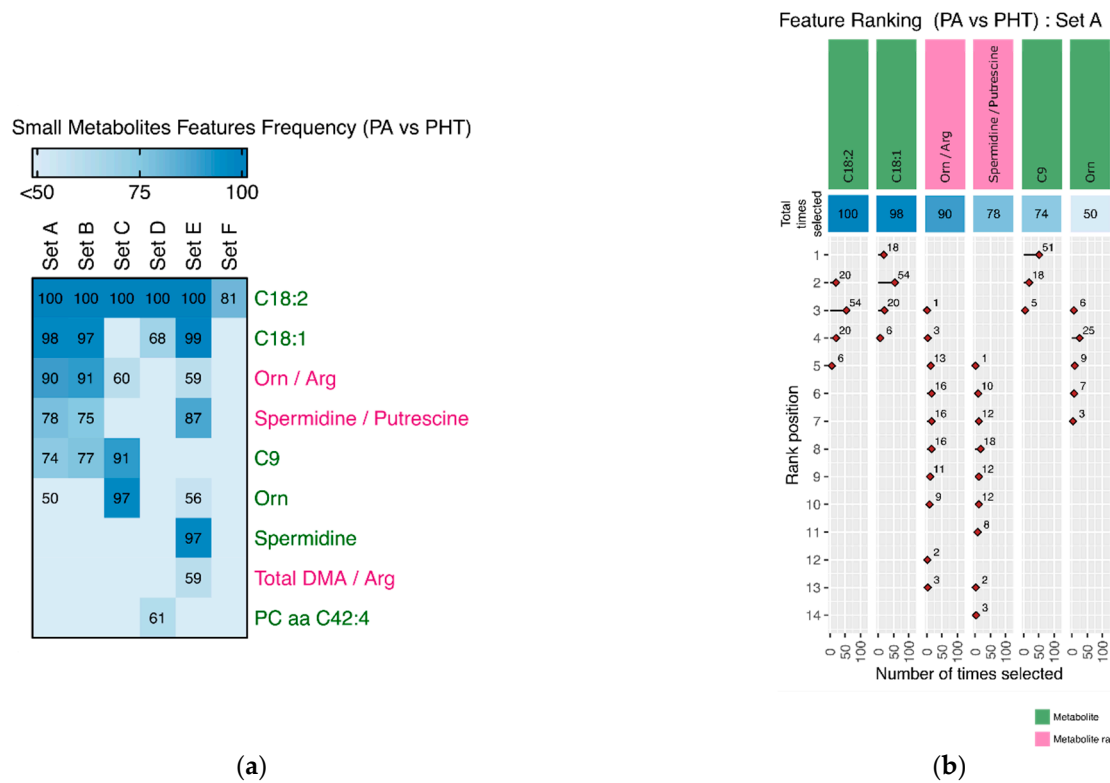 Feature Ranking (PA vs PHT) : Set A
Small Metabolites Features Frequency (PA vs PHT)
<50 75 100
Set A Set B Set C Set D Set E Set F
100 100 100 100 100 81 C18:2
98 97 68 99 C18:1
90 91 60 59 Orn / Arg
78 75 87 Spermidine / Putrescine
74 77 91 C9
50 97 56 Orn
97 Spermidine
59 Total DMA / Arg
61 PC aa C42:4
(a)
C18:2 C18:1 Orn / Arg Spermidine / Putrescine C9 Orn
Total times selected
100 98 90 78 74 50
Rank position
1 18 51
2 20 54 18
3 54 20 1 5 6
4 20 6 3 25
5 6 13 1 9
6 16 10 7
7 16 12 3
8 16 18
9 11 12
10 9 12
11 8
12 2
13 3 2
14 3
0 50 100 0 50 100 0 50 100 0 50 100 0 50 100 0 50 100
Number of times selected
Metabolite
Metabolite ra
(b)